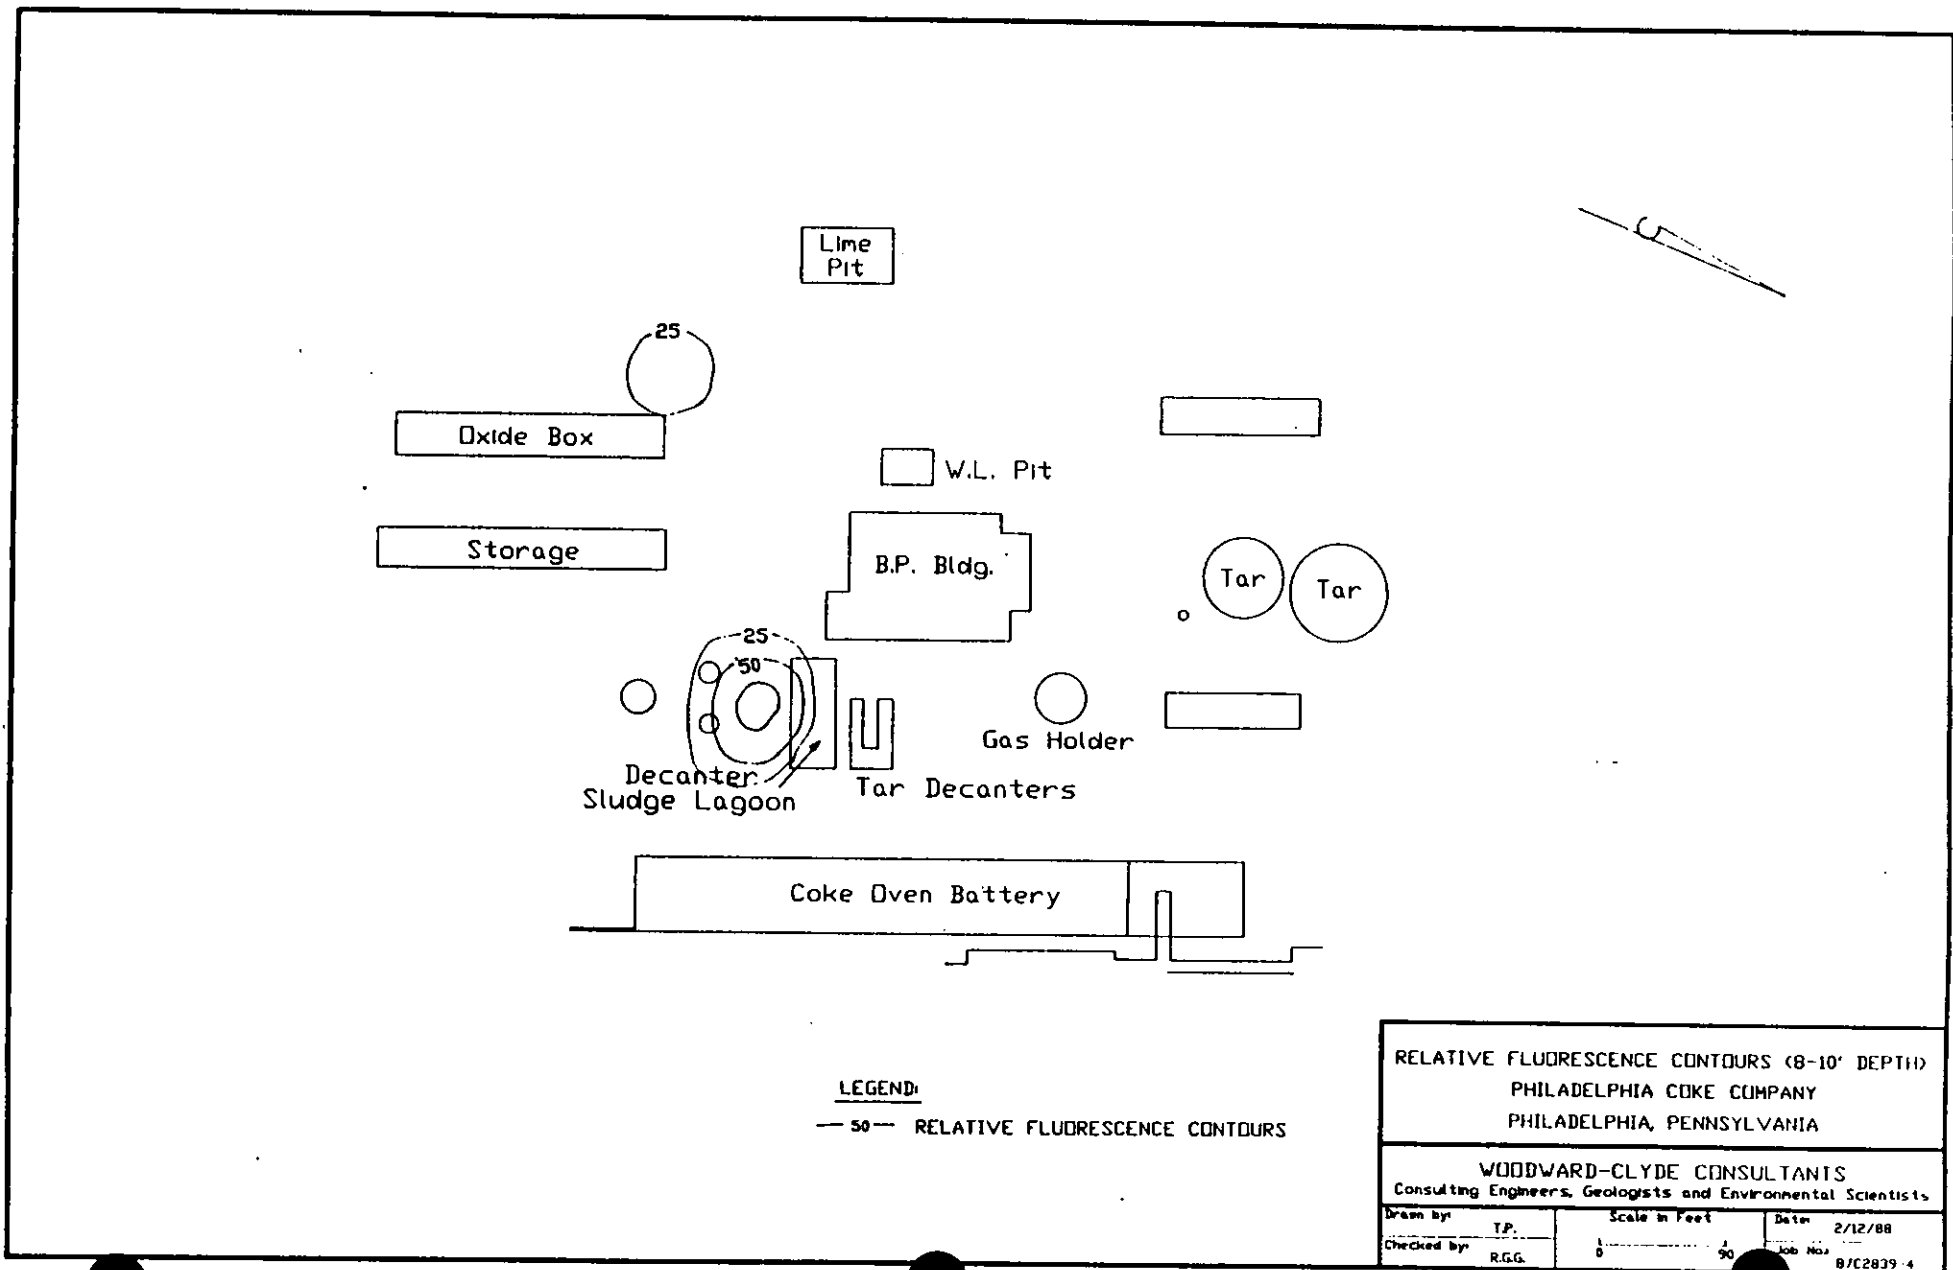 Lime
Pit
25
Oxide Box
W.L. Pit
Storage
B.P. Bldg.
Tar
Tar
25
50
Gas Holder
Decanter
Sludge Lagoon
Tar Decanters
Coke Oven Battery
LEGEND:
50 RELATIVE FLUORESCENCE CONTOURS
RELATIVE FLUORESCENCE CONTOURS (8-10' DEPTH)
PHILADELPHIA COKE COMPANY
PHILADELPHIA, PENNSYLVANIA
WOODWARD-CLYDE CONSULTANTS
Consulting Engineers, Geologists and Environmental Scientists
Drawn by: T.P.
Checked by: R.G.G.
Scale in Feet
0 90
Date: 2/12/88
Job No.: 87C2839-4